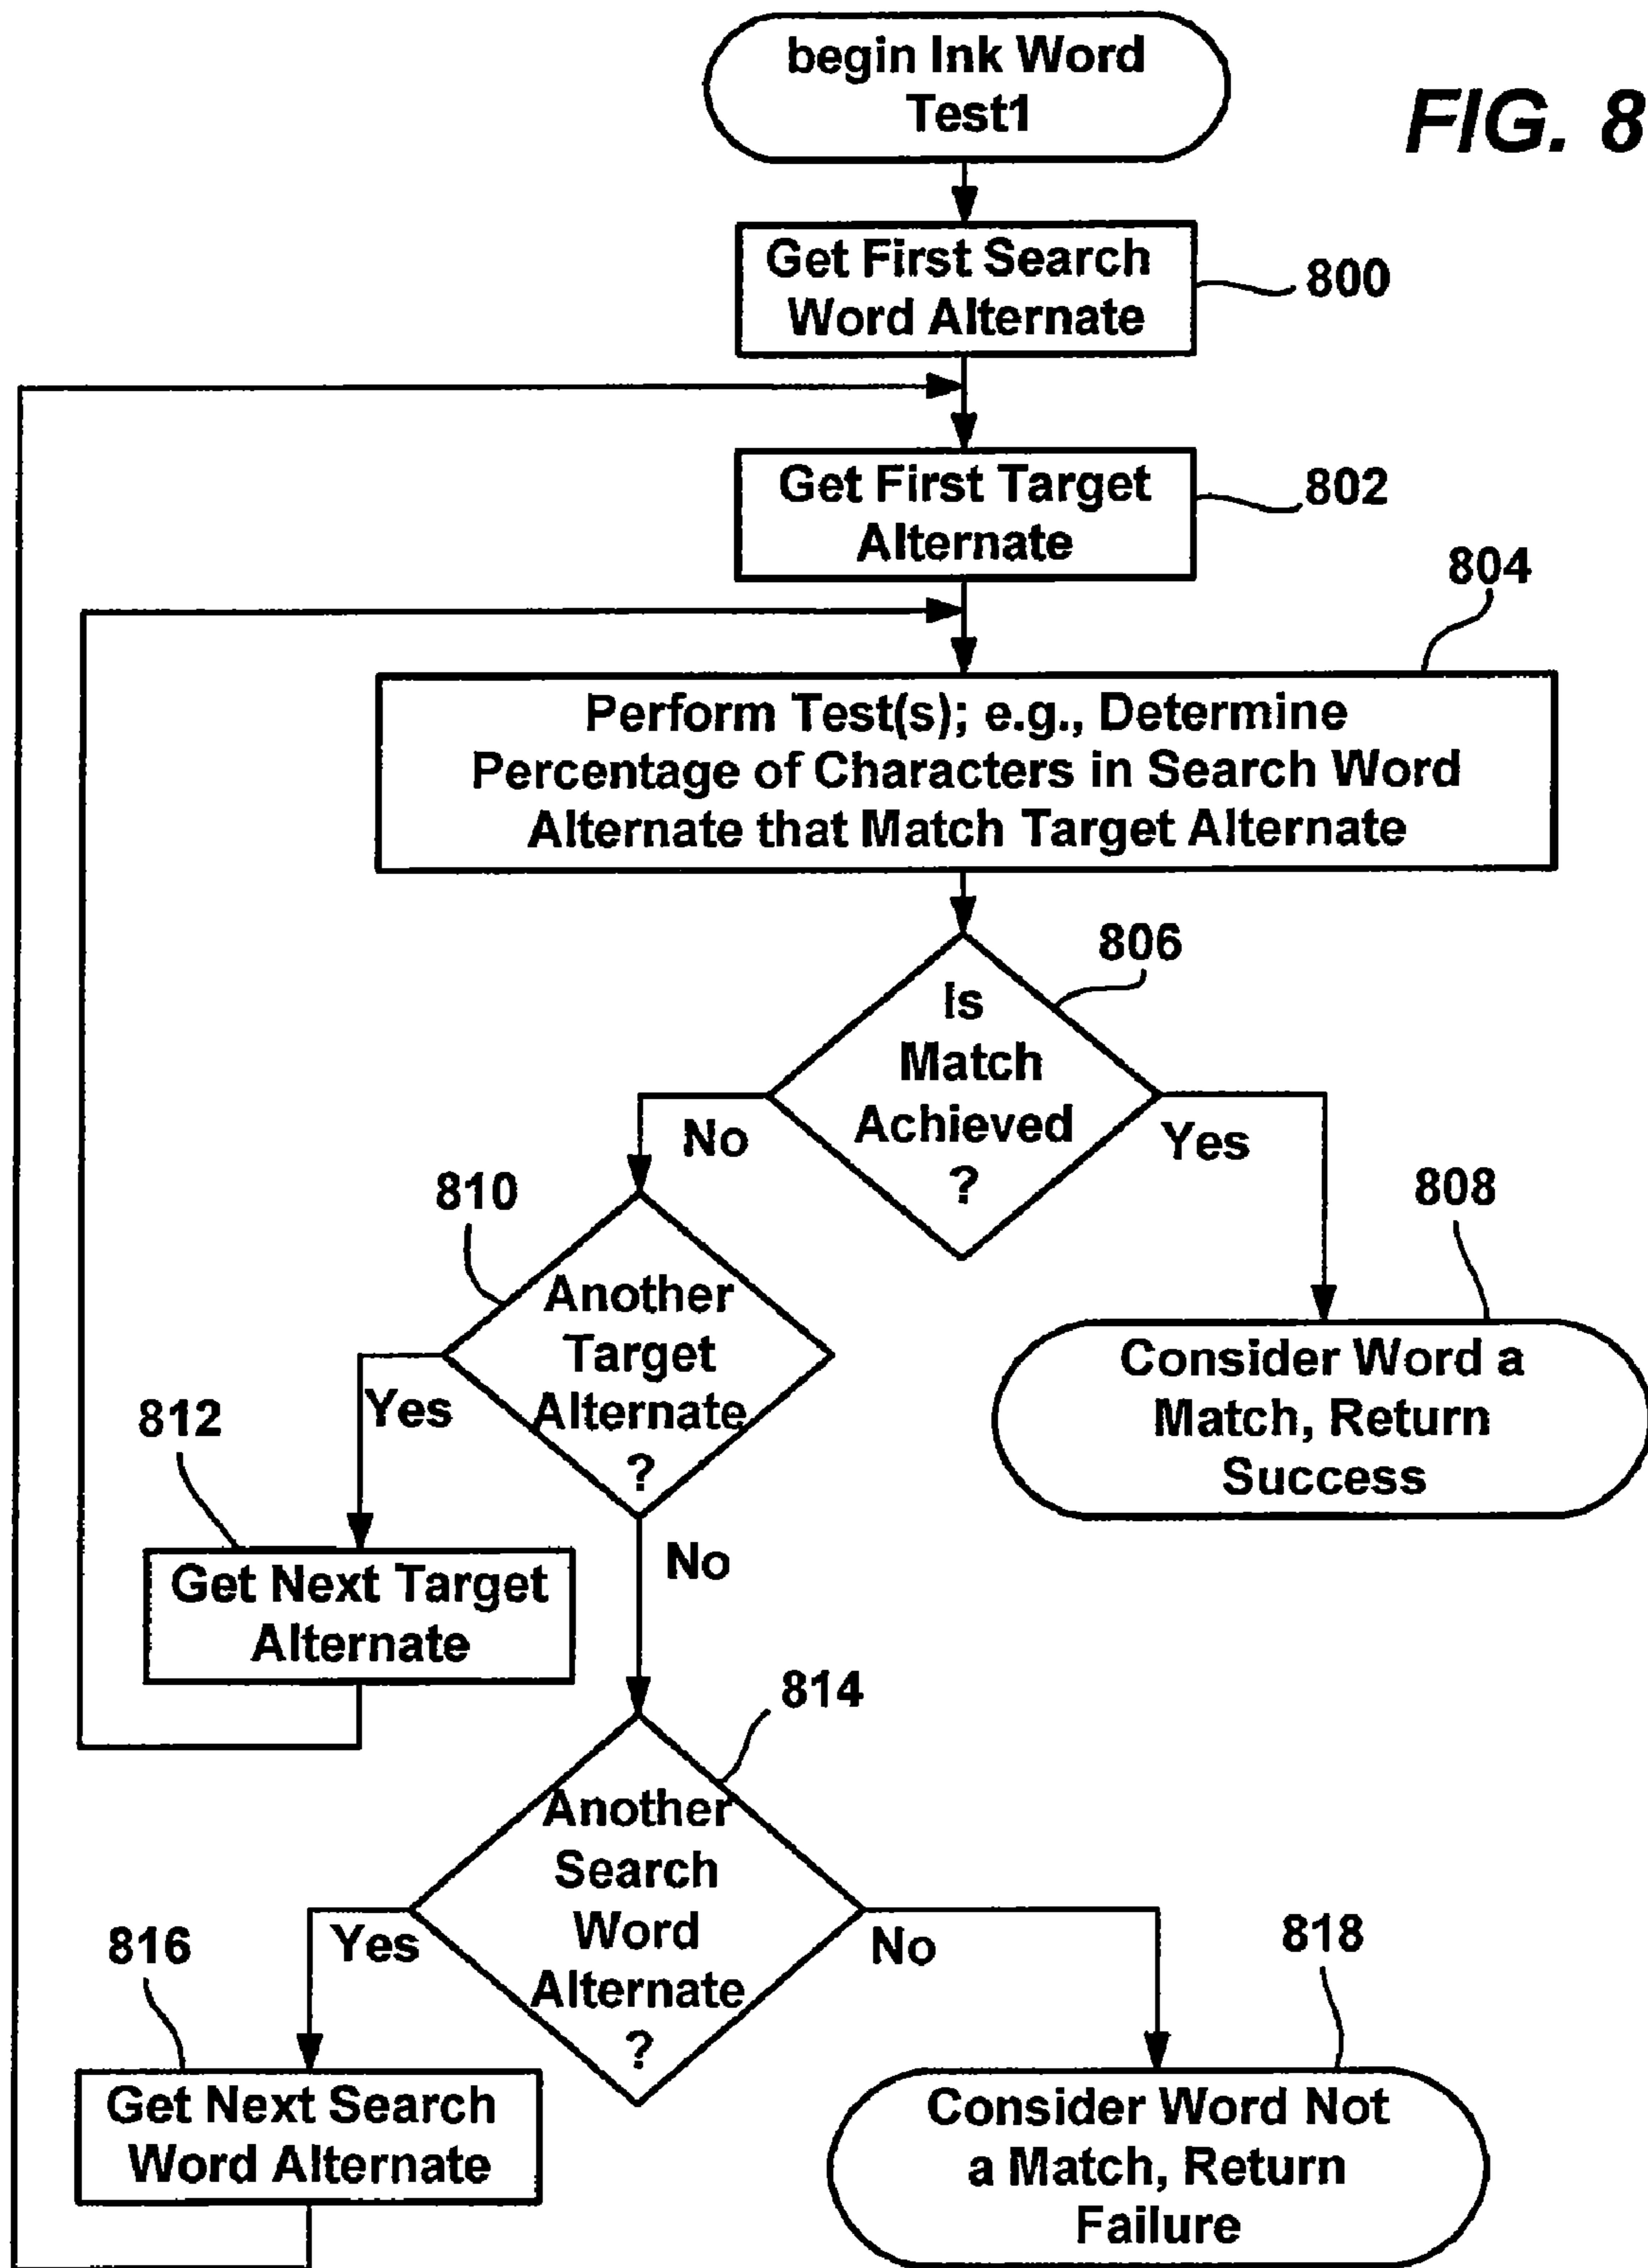 begin Ink Word
Test1
FIG. 8
Get First Search
Word Alternate
800
Get First Target
Alternate
802
804
Perform Test(s); e.g., Determine
Percentage of Characters in Search Word
Alternate that Match Target Alternate
806
Is
Match
Achieved
?
No
Yes
810
808
Another
Target
Alternate
?
Consider Word a
Match, Return
Success
Yes
812
No
Get Next Target
Alternate
814
Another
Search
Word
Alternate
?
Yes
No
816
818
Get Next Search
Word Alternate
Consider Word Not
a Match, Return
Failure